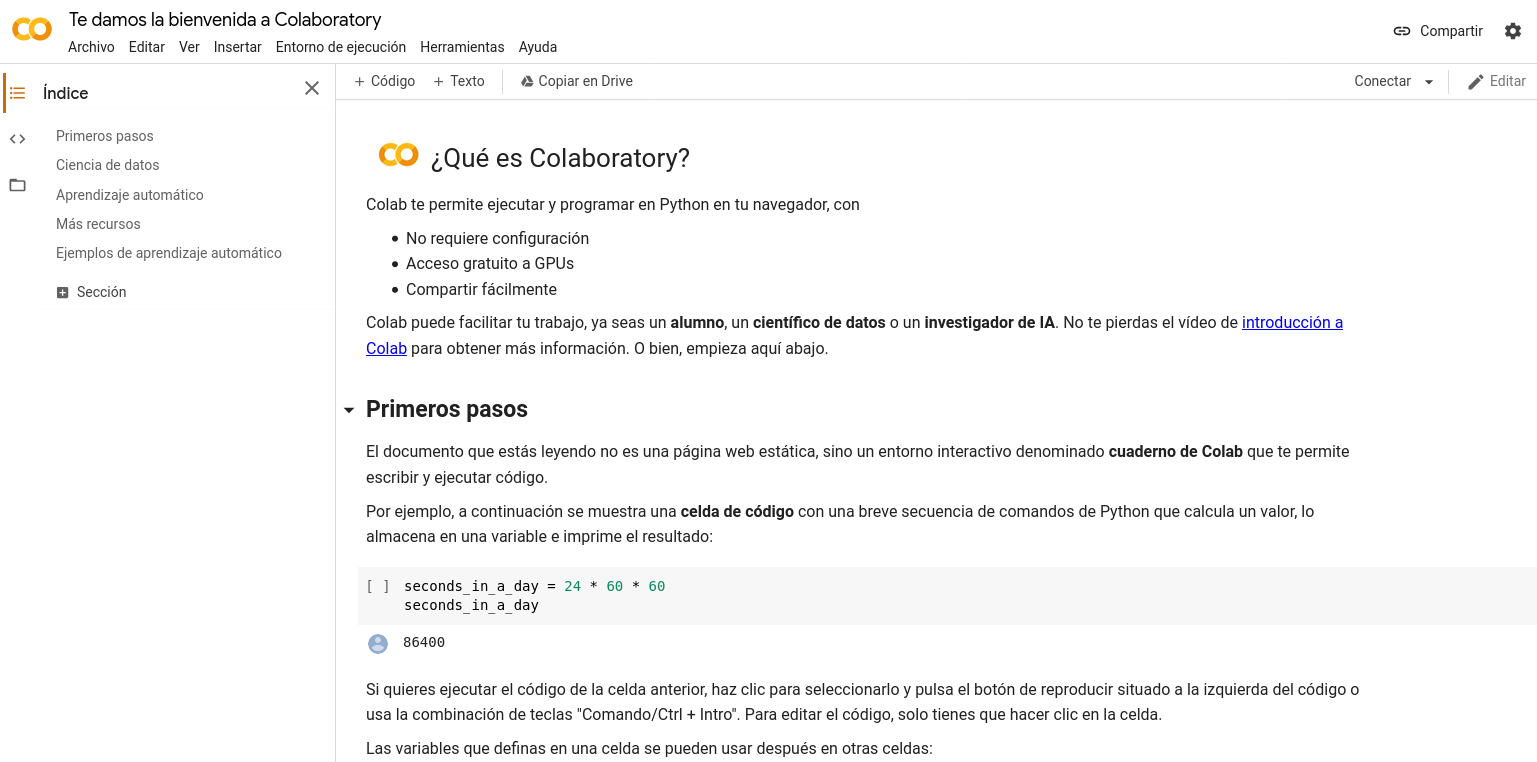 Te damos la bienvenida a Colaboratory
Archivo Editar Ver Insertar Entorno de ejecución Herramientas Ayuda
Compartir
Índice
Primeros pasos
Ciencia de datos
Aprendizaje automático
Más recursos
Ejemplos de aprendizaje automático
Sección
+ Código + Texto Copiar en Drive
Conectar Editar
¿Qué es Colaboratory?
Colab te permite ejecutar y programar en Python en tu navegador, con
• No requiere configuración
• Acceso gratuito a GPUs
• Compartir fácilmente
Colab puede facilitar tu trabajo, ya seas un alumno, un científico de datos o un investigador de IA. No te pierdas el vídeo de introducción a
Colab para obtener más información. O bien, empieza aquí abajo.
Primeros pasos
El documento que estás leyendo no es una página web estática, sino un entorno interactivo denominado cuaderno de Colab que te permite
escribir y ejecutar código.
Por ejemplo, a continuación se muestra una celda de código con una breve secuencia de comandos de Python que calcula un valor, lo
almacena en una variable e imprime el resultado:
[ ] seconds_in_a_day = 24 * 60 * 60
seconds_in_a_day
86400
Si quieres ejecutar el código de la celda anterior, haz clic para seleccionarlo y pulsa el botón de reproducir situado a la izquierda del código o
usa la combinación de teclas "Comando/Ctrl + Intro". Para editar el código, solo tienes que hacer clic en la celda.
Las variables que definas en una celda se pueden usar después en otras celdas: